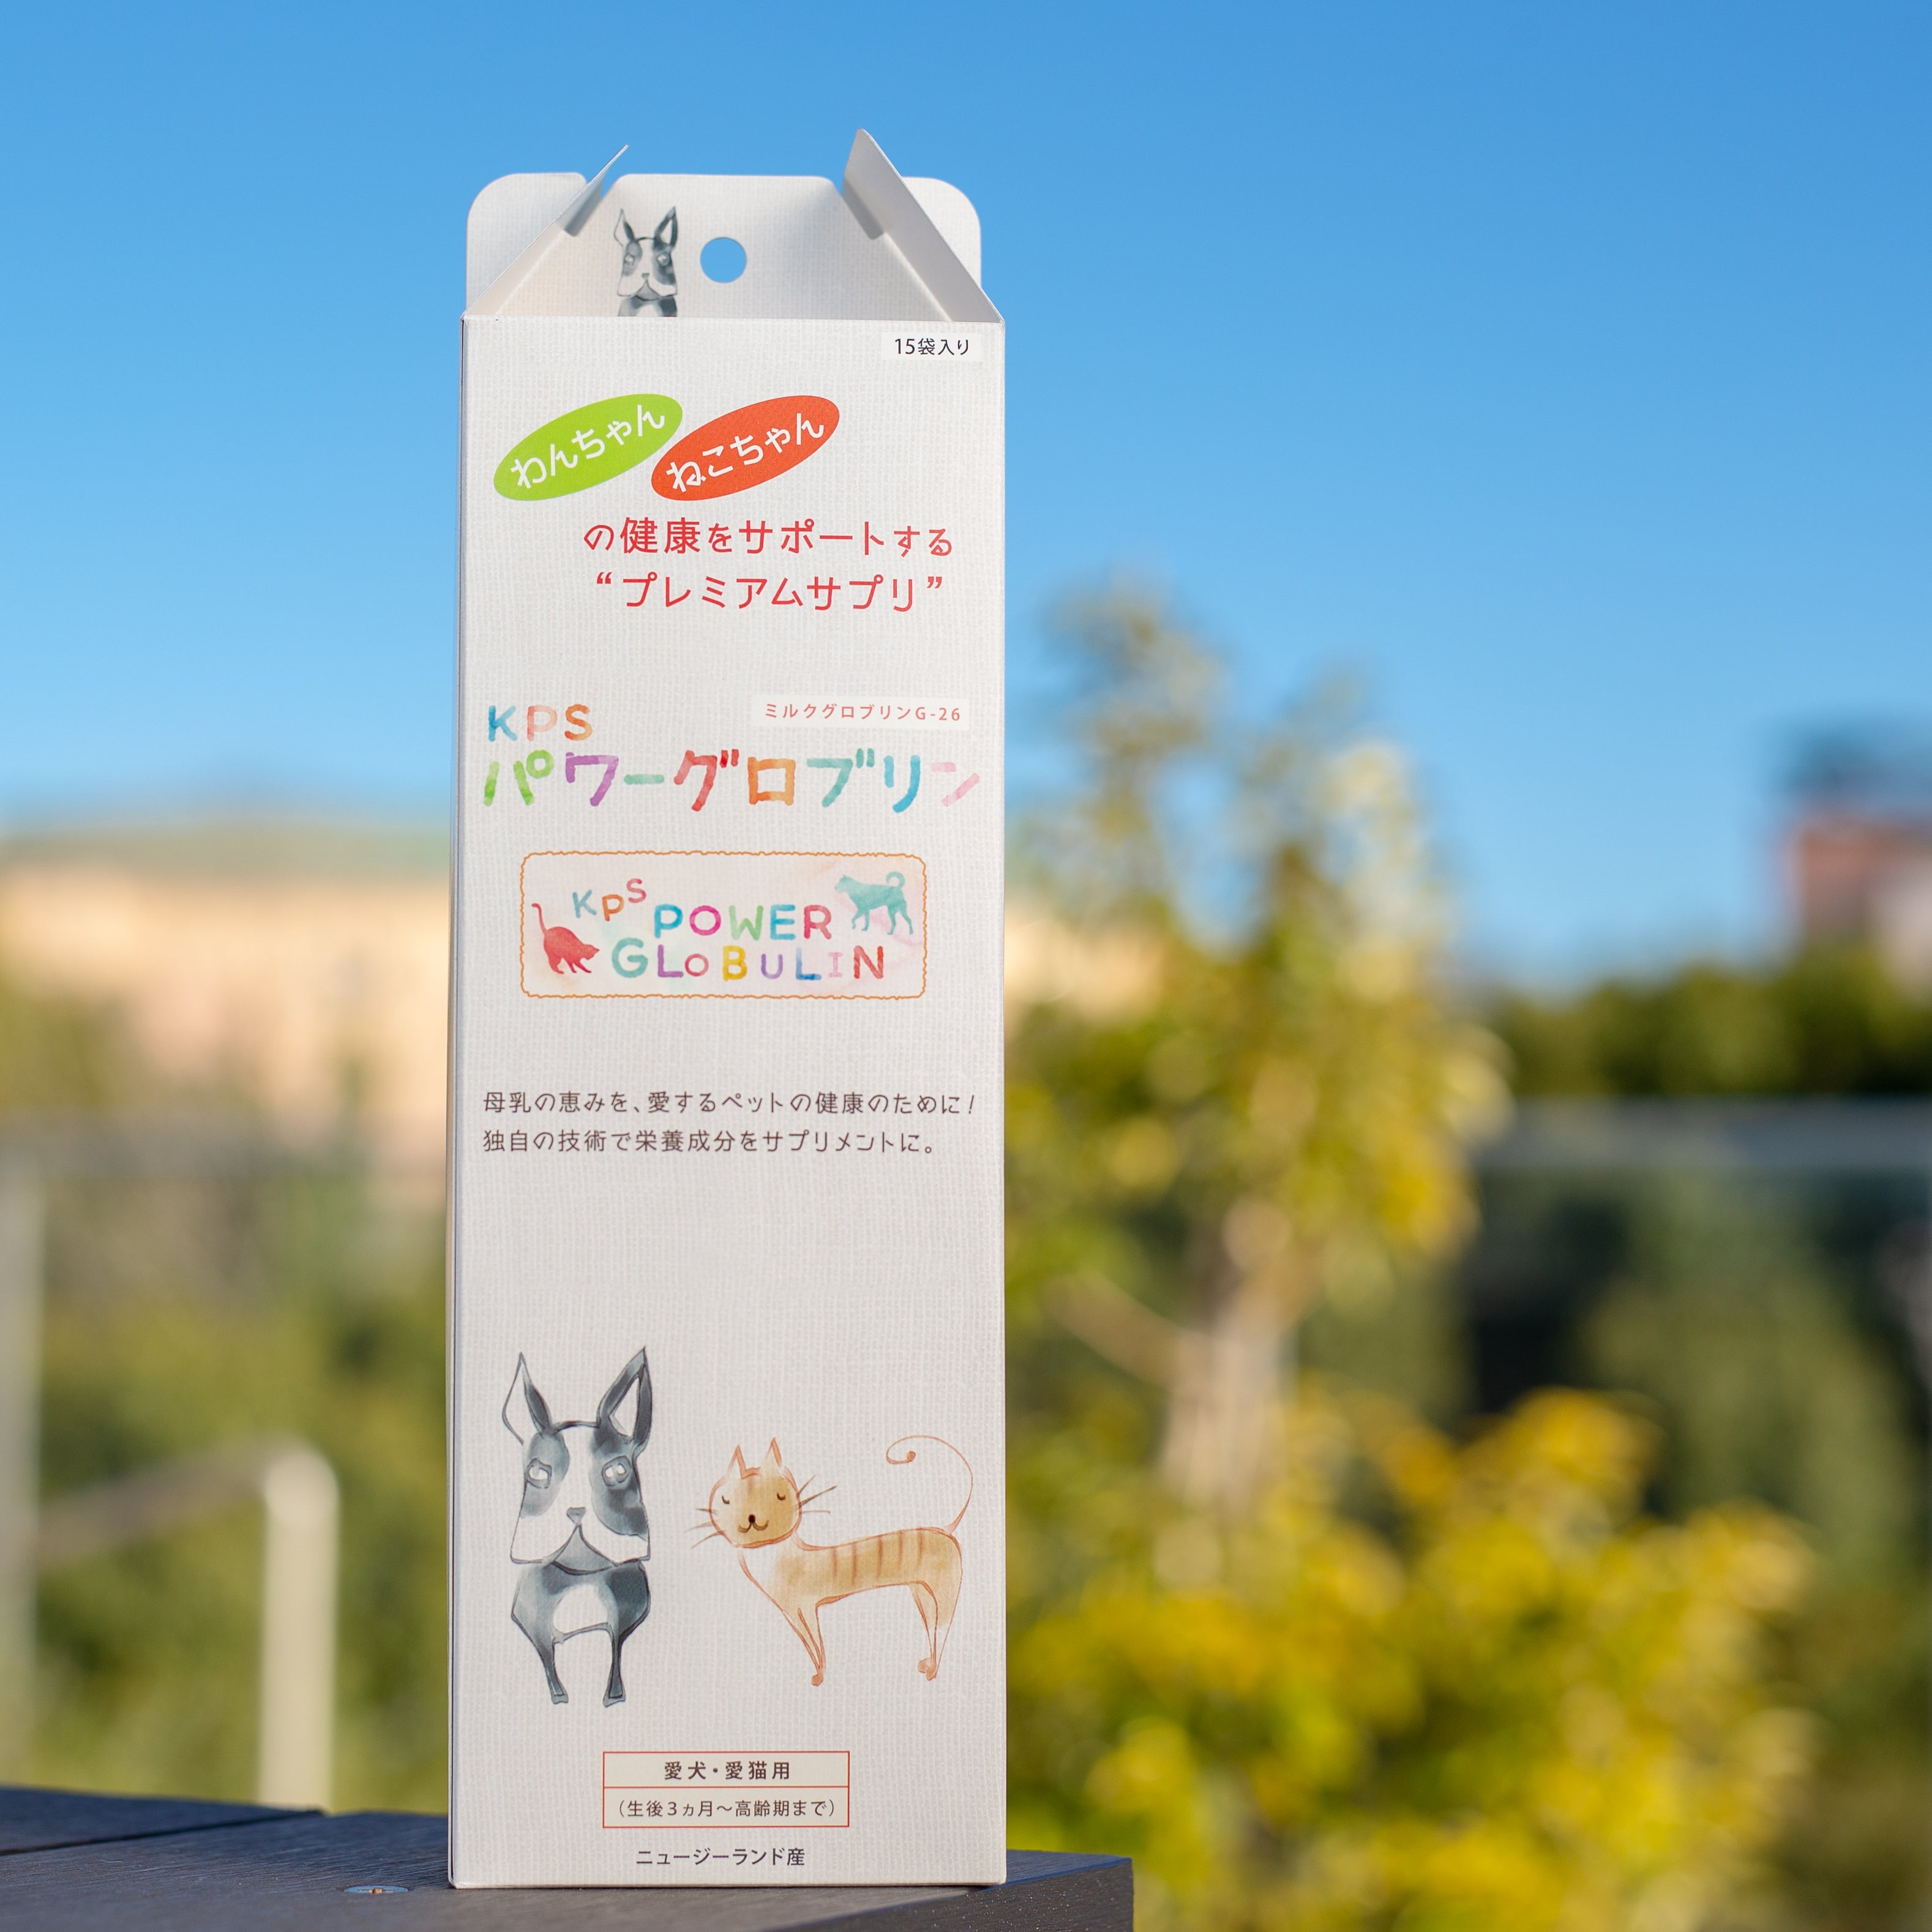 15袋入り
わんちゃん
ねこちゃん
の健康をサポートする
“プレミアムサプリ”
KPS
ミルクグロブリンG-26
パワーグロブリン
KPS
POWER
GLOBULIN
母乳の恵みを、愛するペットの健康のために!
独自の技術で栄養成分をサプリメントに。
愛犬・愛猫用
(生後3ヵ月〜高齢期まで)
ニュージーランド産